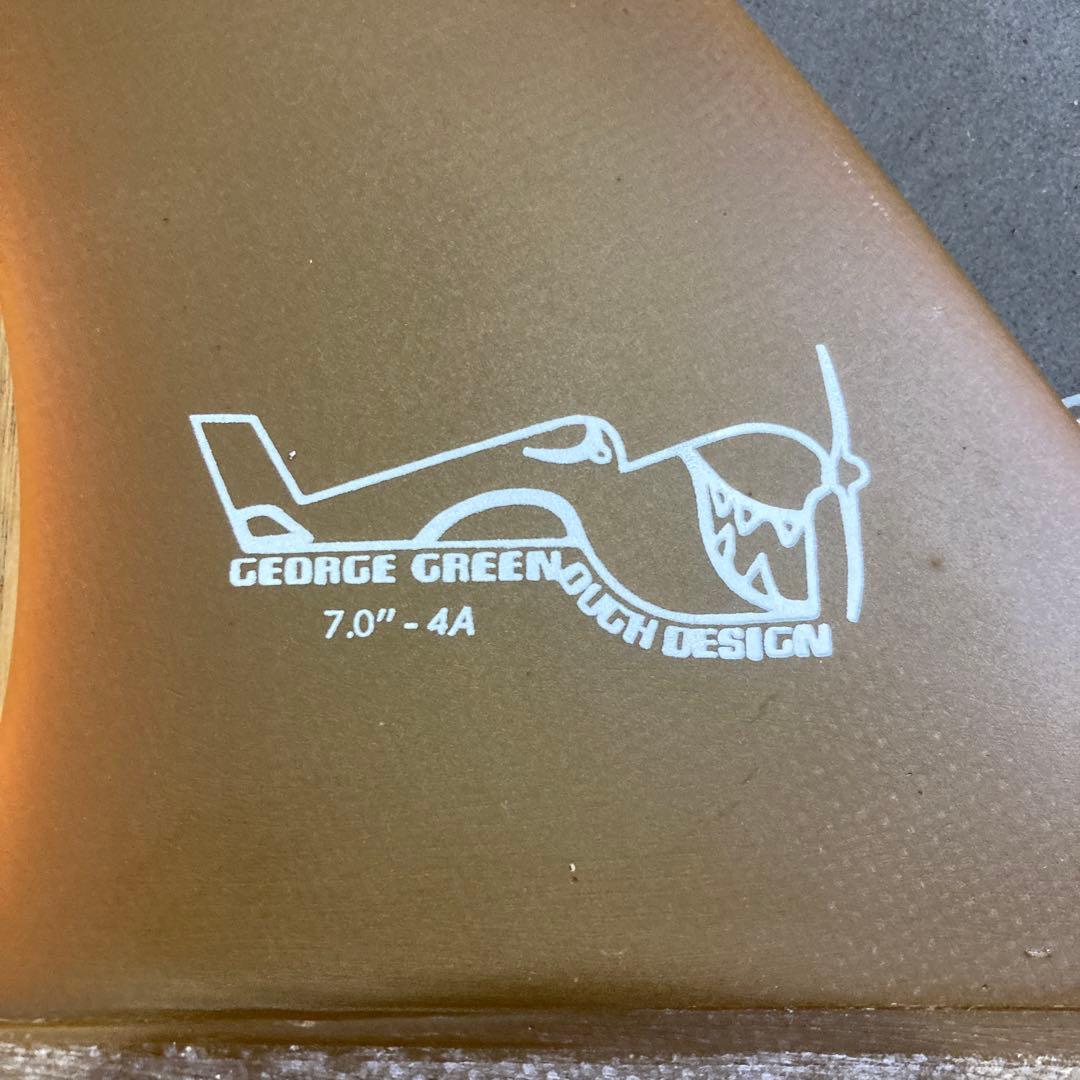 GEORGE GREENOUGH DESIGN
7.0" - 4A